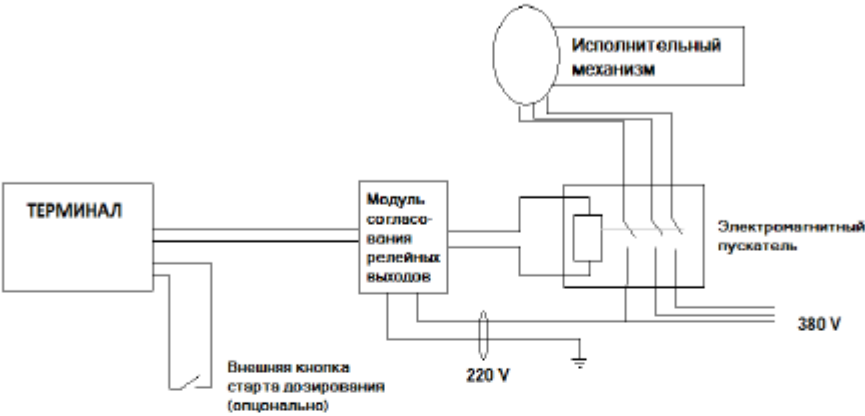 Исполнительный
механизм
ТЕРМИНАЛ
Модуль
согласо-
вания
релейных
выходов
Электромагнитный
пускатель
380 V
220 V
Внешняя кнопка
старта дозирования
(опционально)